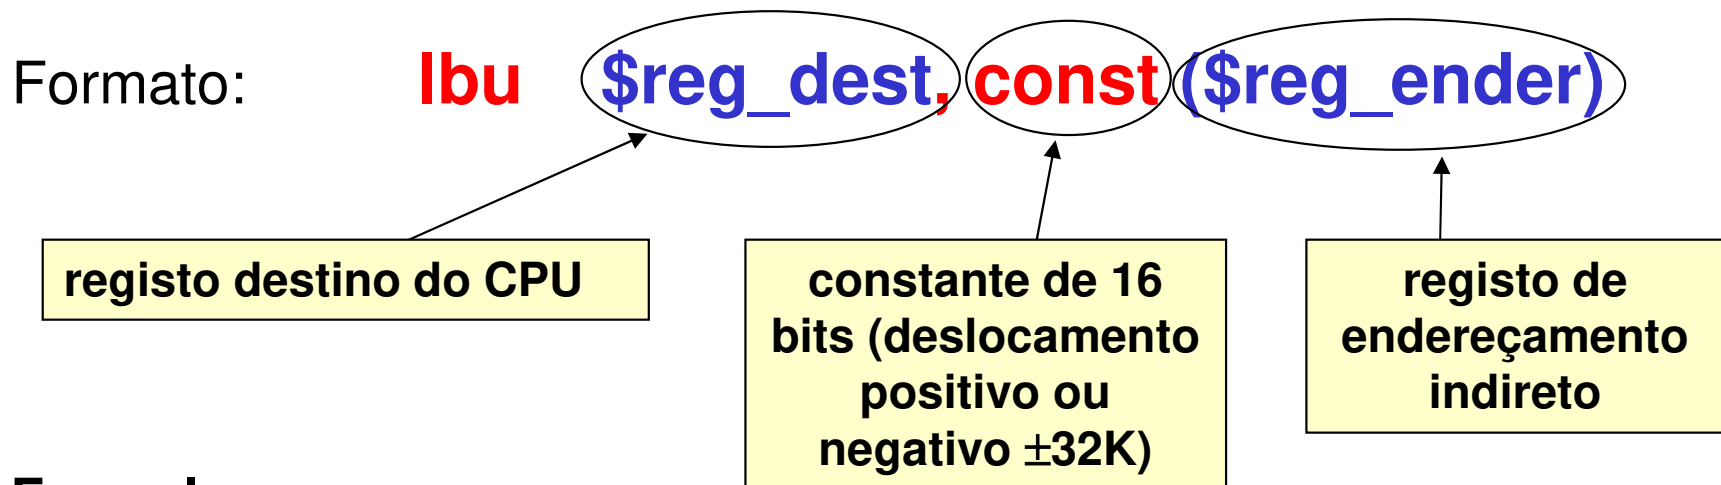 Formato: lbu $reg_dest, const ($reg_ender)
registo destino do CPU
constante de 16
bits (deslocamento
positivo ou
negativo ±32K)
registo de
endereçamento
indireto